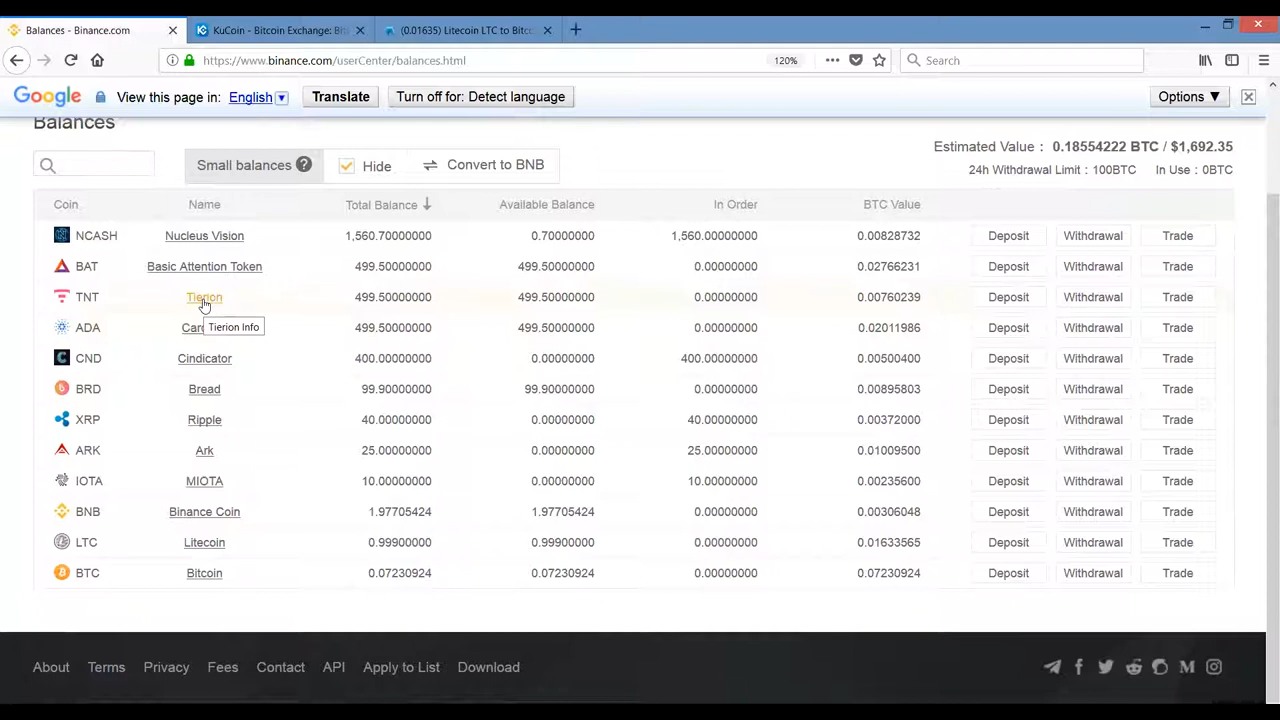 Balances - Binance.com
KuCoin - Bitcoin Exchange: Bit
(0.01635) Litecoin LTC to Bitco
https://www.binance.com/userCenter/balances.html
120%
Search
Google
View this page in: English
Translate
Turn off for: Detect language
Options ▼
Balances
Small balances ?
Hide
Convert to BNB
Estimated Value : 0.18554222 BTC / $1,692.35
24h Withdrawal Limit : 100BTC In Use : 0BTC
Coin Name Total Balance Available Balance In Order BTC Value
NCASH Nucleus Vision 1,560.70000000 0.70000000 1,560.00000000 0.00828732 Deposit Withdrawal Trade
BAT Basic Attention Token 499.50000000 499.50000000 0.00000000 0.02766231 Deposit Withdrawal Trade
TNT Tierion 499.50000000 499.50000000 0.00000000 0.00760239 Deposit Withdrawal Trade
ADA Car 499.50000000 499.50000000 0.00000000 0.02011986 Deposit Withdrawal Trade
Tierion Info
CND Cindicator 400.00000000 0.00000000 400.00000000 0.00500400 Deposit Withdrawal Trade
BRD Bread 99.90000000 99.90000000 0.00000000 0.00895803 Deposit Withdrawal Trade
XRP Ripple 40.00000000 0.00000000 40.00000000 0.00372000 Deposit Withdrawal Trade
ARK Ark 25.00000000 0.00000000 25.00000000 0.01009500 Deposit Withdrawal Trade
IOTA MIOTA 10.00000000 0.00000000 10.00000000 0.00235600 Deposit Withdrawal Trade
BNB Binance Coin 1.97705424 1.97705424 0.00000000 0.00306048 Deposit Withdrawal Trade
LTC Litecoin 0.99900000 0.99900000 0.00000000 0.01633565 Deposit Withdrawal Trade
BTC Bitcoin 0.07230924 0.07230924 0.00000000 0.07230924 Deposit Withdrawal Trade
About Terms Privacy Fees Contact API Apply to List Download